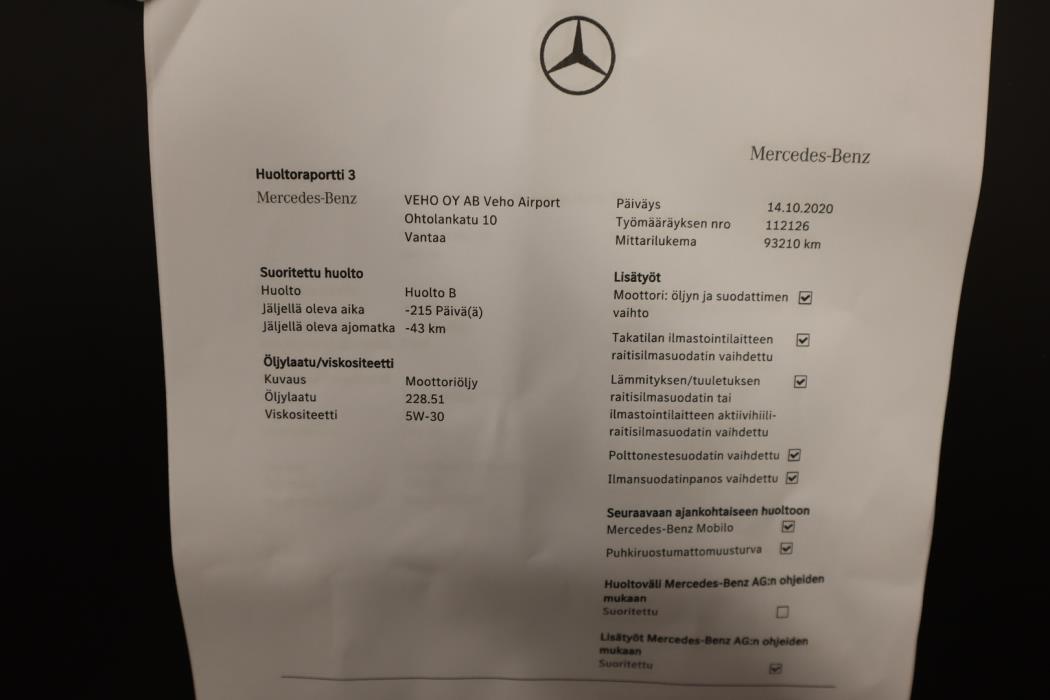 Mercedes-Benz
Huoltoraportti 3
Mercedes-Benz
VEHO OY AB Veho Airport
Ohtolankatu 10
Vantaa
Päiväys 14.10.2020
Työmääräyksen nro 112126
Mittarilukema 93210 km
Suoritettu huolto
Huolto Huolto B
Jäljellä oleva aika -215 Päivä(ä)
Jäljellä oleva ajomatka -43 km
Öljylaatu/viskositeetti
Kuvaus Moottoriöljy
Öljylaatu 228.51
Viskositeetti 5W-30
Lisätyöt
Moottori: öljyn ja suodattimen
vaihto
Takatilan ilmastointilaitteen
raitisilmasuodatin vaihdettu
Lämmityksen/tuuletuksen
raitisilmasuodatin tai
ilmastointilaitteen aktiivihiili-
raitisilmasuodatin vaihdettu
Polttonestesuodatin vaihdettu
Ilmansuodatinpanos vaihdettu
Seuraavaan ajankohtaiseen huoltoon
Mercedes-Benz Mobilo
Puhkiruostumattomuusturva
Huoltoväli Mercedes-Benz AG:n ohjeiden
mukaan
Suoritettu
Lisätyöt Mercedes-Benz AG:n ohjeiden
mukaan
Suoritettu